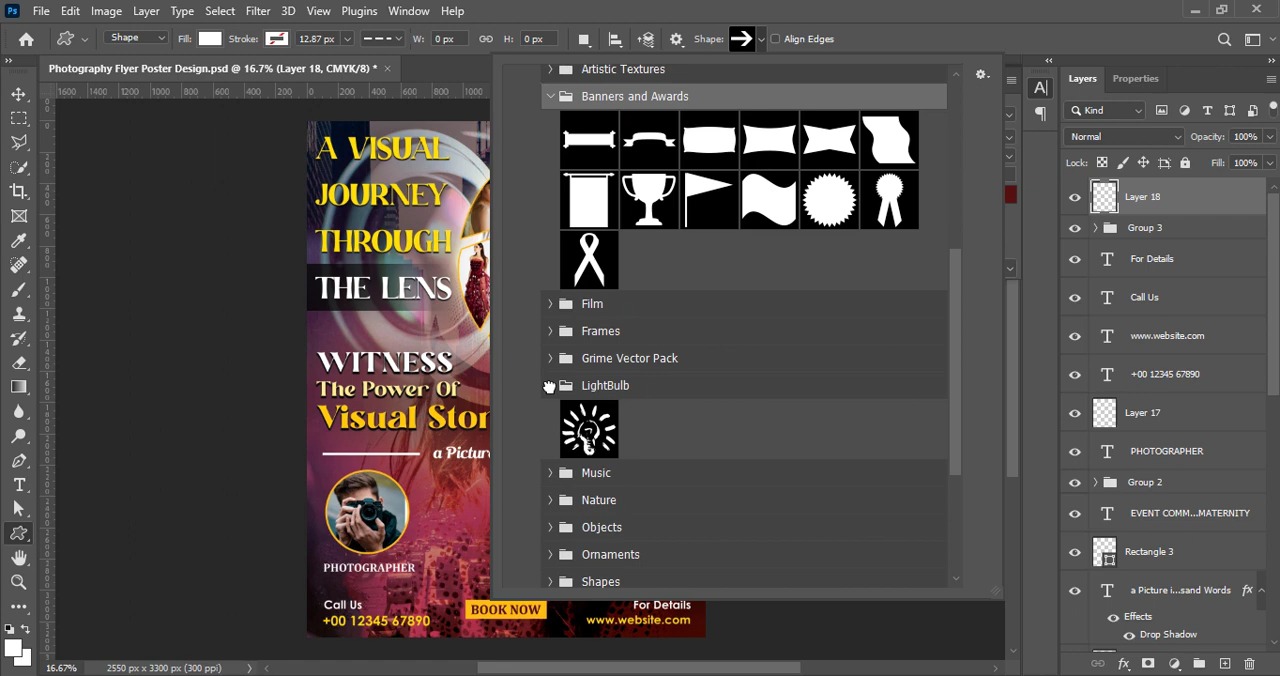 Ps File Edit Image Layer Type Select Filter 3D View Plugins Window Help
Shape Fill: Stroke: 12.87 px W: 0 px H: 0 px Shape: Align Edges
Photography Flyer Poster Design.psd @ 16.7% (Layer 18, CMYK/8) *
1600 1400 1200 1000 800 600 400 200 0 200 400 600 800 1000
A VISUAL
JOURNEY
THROUGH
THE LENS
WITNESS
The Power Of
Visual Stor
a Pictur
PHOTOGRAPHER
Call Us
+00 12345 67890
BOOK NOW
For Details
www.website.com
Artistic Textures
Banners and Awards
Film
Frames
Grime Vector Pack
LightBulb
Music
Nature
Objects
Ornaments
Shapes
Layers Properties
Kind
Normal Opacity: 100%
Lock: Fill: 100%
Layer 18
Group 3
For Details
Call Us
www.website.com
+00 12345 67890
Layer 17
PHOTOGRAPHER
Group 2
EVENT COMM...MATERNITY
Rectangle 3
a Picture i...sand Words fx
Effects
Drop Shadow
16.67% 2550 px x 3300 px (300 ppi)